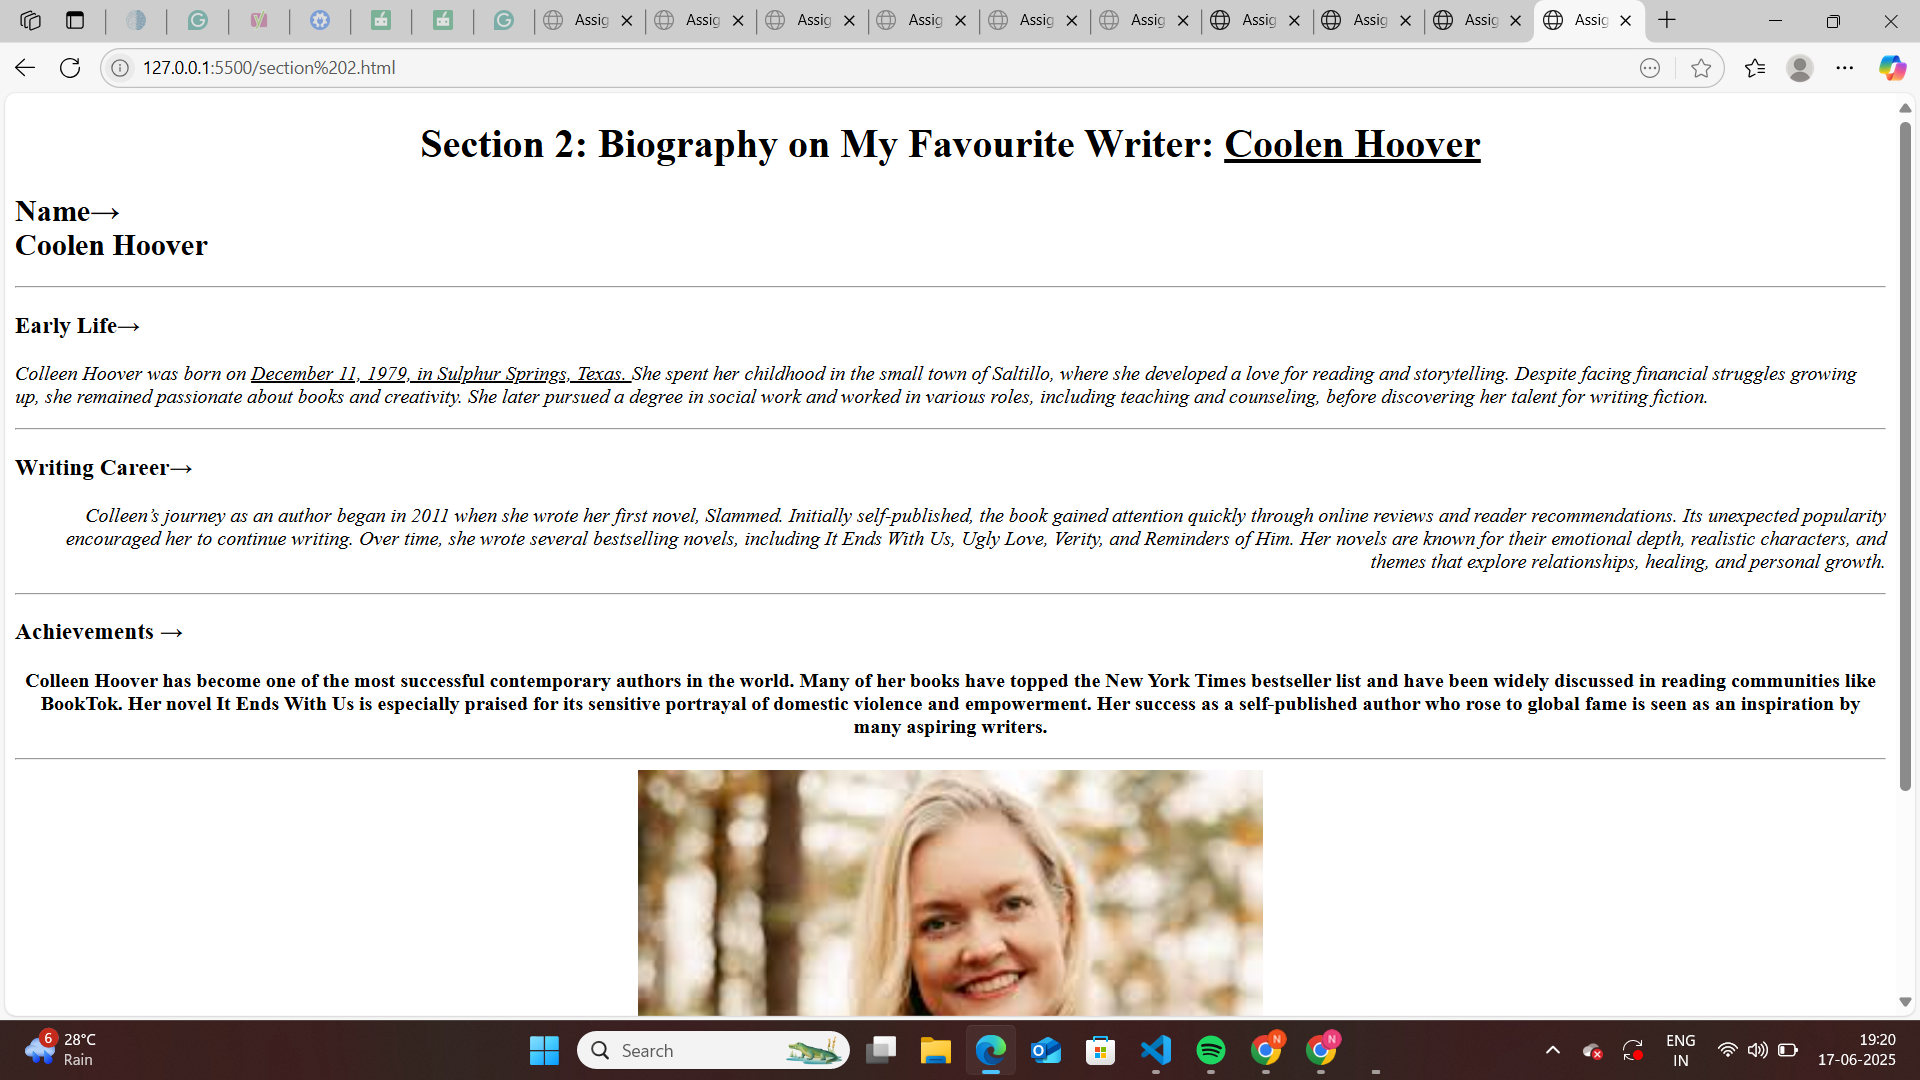 Assig Assig Assig Assig Assig Assig Assig Assig Assig Assig
127.0.0.1:5500/section%202.html
Section 2: Biography on My Favourite Writer: Coolen Hoover
Name→
Coolen Hoover
Early Life→
Colleen Hoover was born on December 11, 1979, in Sulphur Springs, Texas. She spent her childhood in the small town of Saltillo, where she developed a love for reading and storytelling. Despite facing financial struggles growing
up, she remained passionate about books and creativity. She later pursued a degree in social work and worked in various roles, including teaching and counseling, before discovering her talent for writing fiction.
Writing Career→
Colleen’s journey as an author began in 2011 when she wrote her first novel, Slammed. Initially self-published, the book gained attention quickly through online reviews and reader recommendations. Its unexpected popularity
encouraged her to continue writing. Over time, she wrote several bestselling novels, including It Ends With Us, Ugly Love, Verity, and Reminders of Him. Her novels are known for their emotional depth, realistic characters, and
themes that explore relationships, healing, and personal growth.
Achievements →
Colleen Hoover has become one of the most successful contemporary authors in the world. Many of her books have topped the New York Times bestseller list and have been widely discussed in reading communities like
BookTok. Her novel It Ends With Us is especially praised for its sensitive portrayal of domestic violence and empowerment. Her success as a self-published author who rose to global fame is seen as an inspiration by
many aspiring writers.
6 28°C
Rain
Search
N N
ENG
IN
19:20
17-06-2025